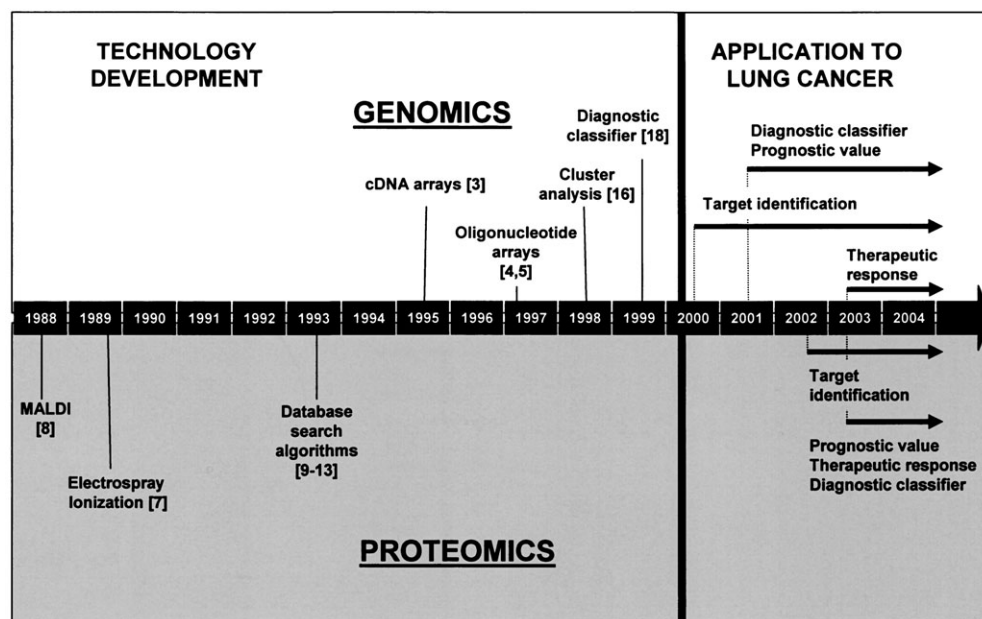 TECHNOLOGY
DEVELOPMENT
APPLICATION TO
LUNG CANCER
GENOMICS
Diagnostic
classifier [18]
cDNA arrays [3]
Cluster
analysis [16]
Oligonucleotide
arrays
[4,5]
Diagnostic classifier
Prognostic value
Target identification
Therapeutic
response
1988 1989 1990 1991 1992 1993 1994 1995 1996 1997 1998 1999 2000 2001 2002 2003 2004
MALDI
[8]
Electrospray
Ionization [7]
Database
search
algorithms
[9-13]
Target
identification
Prognostic value
Therapeutic response
Diagnostic classifier
PROTEOMICS